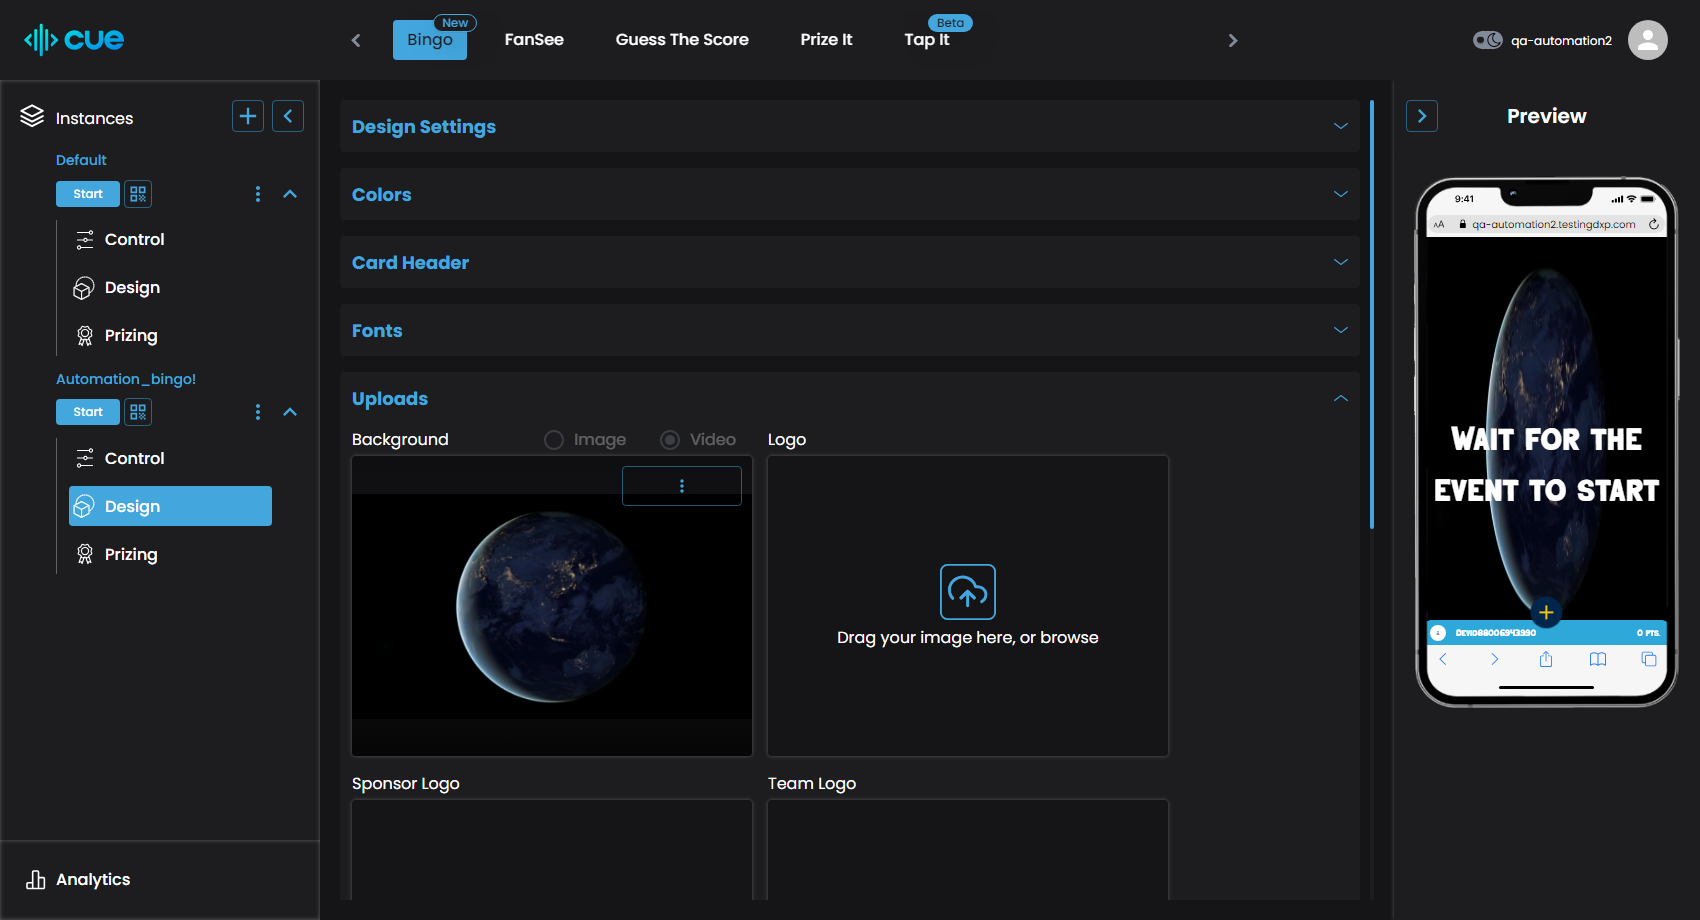 cue
Bingo
New
FanSee
Guess The Score
Prize It
Tap It
Beta
qa-automation2
Instances
Default
Start
Control
Design
Prizing
Automation_bingo!
Start
Control
Design
Prizing
Analytics
Design Settings
Colors
Card Header
Fonts
Uploads
Background
Image
Video
Logo
Drag your image here, or browse
Sponsor Logo
Team Logo
Preview
9:41
AA
qa-automation2.testingdxp.com
WAIT FOR THE
EVENT TO START
0 PTS.